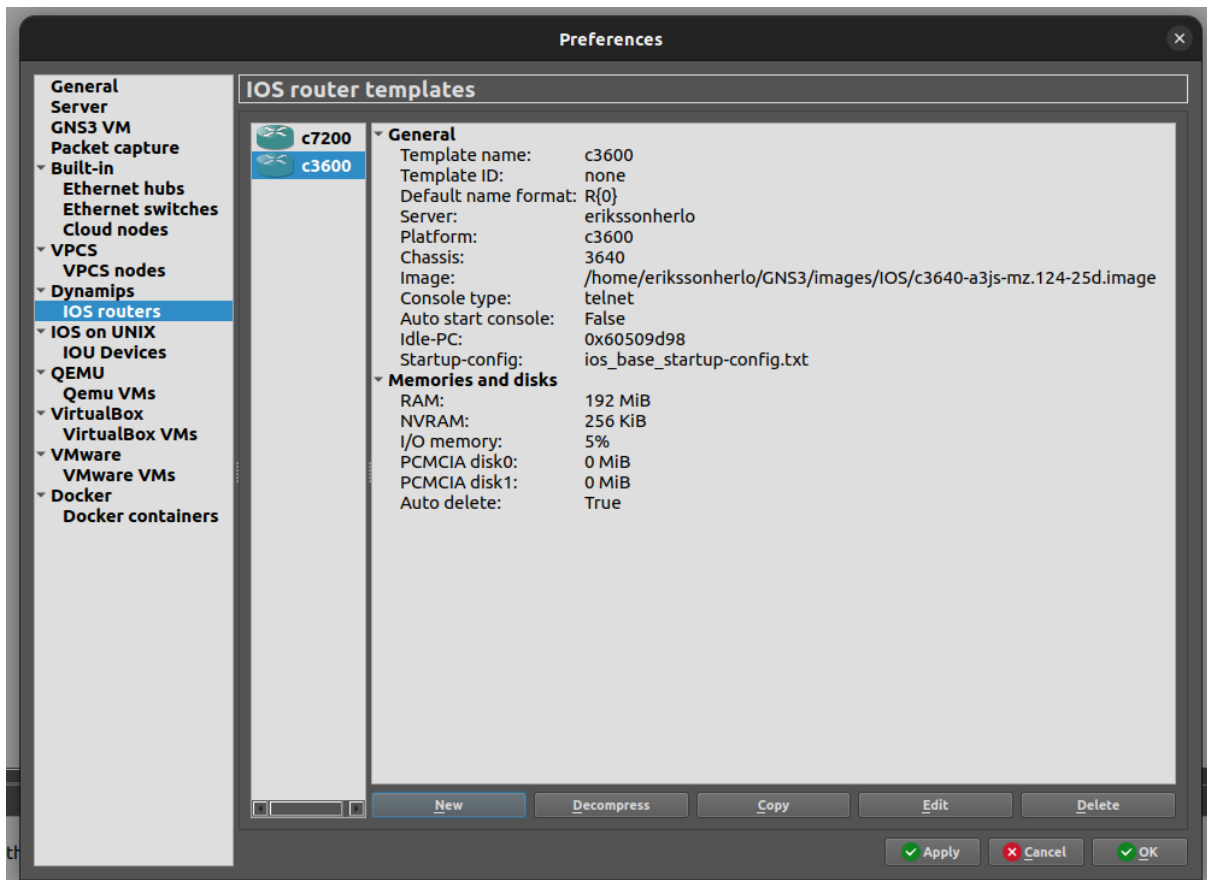 Preferences
General
Server
GNS3 VM
Packet capture
Built-in
Ethernet hubs
Ethernet switches
Cloud nodes
VPCS
VPCS nodes
Dynamips
IOS routers
IOS on UNIX
IOU Devices
QEMU
Qemu VMs
VirtualBox
VirtualBox VMs
VMware
VMware VMs
Docker
Docker containers
IOS router templates
c7200
c3600
General
Template name: c3600
Template ID: none
Default name format: R{0}
Server: erikssonherlo
Platform: c3600
Chassis: 3640
Image: /home/erikssonherlo/GNS3/images/IOS/c3640-a3js-mz.124-25d.image
Console type: telnet
Auto start console: False
Idle-PC: 0x60509d98
Startup-config: ios_base_startup-config.txt
Memories and disks
RAM: 192 MiB
NVRAM: 256 KiB
I/O memory: 5%
PCMCIA disk0: 0 MiB
PCMCIA disk1: 0 MiB
Auto delete: True
New Decompress Copy Edit Delete
Apply Cancel OK